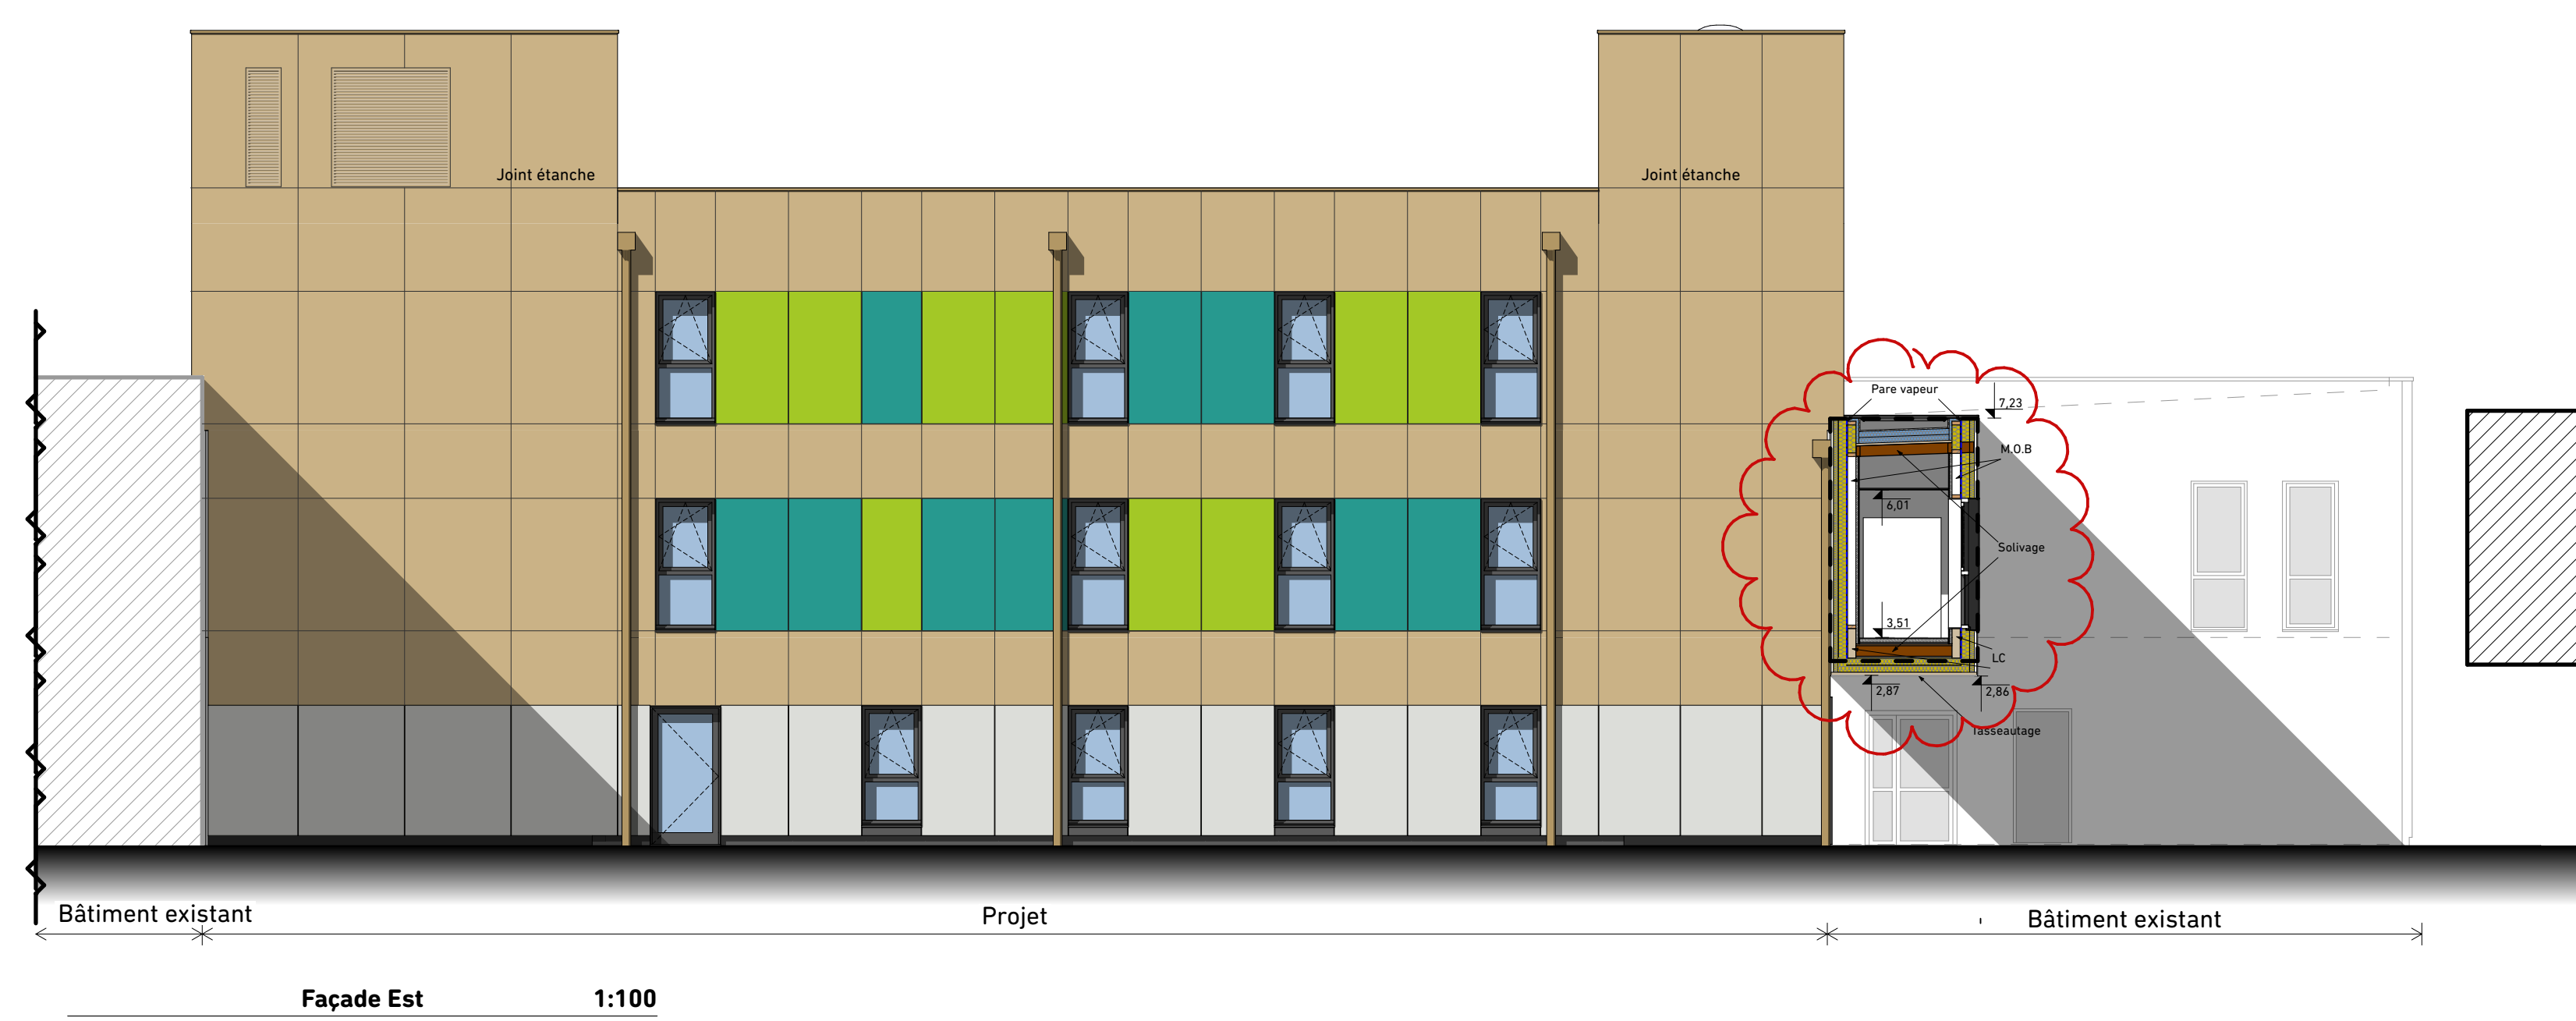 Joint étanche
Joint étanche
Pare vapeur
7,23
M.O.B
6,01
Solivage
3,51
LC
2,87
2,86
Tasseautage
Bâtiment existant
Projet
Bâtiment existant
Façade Est 1:100